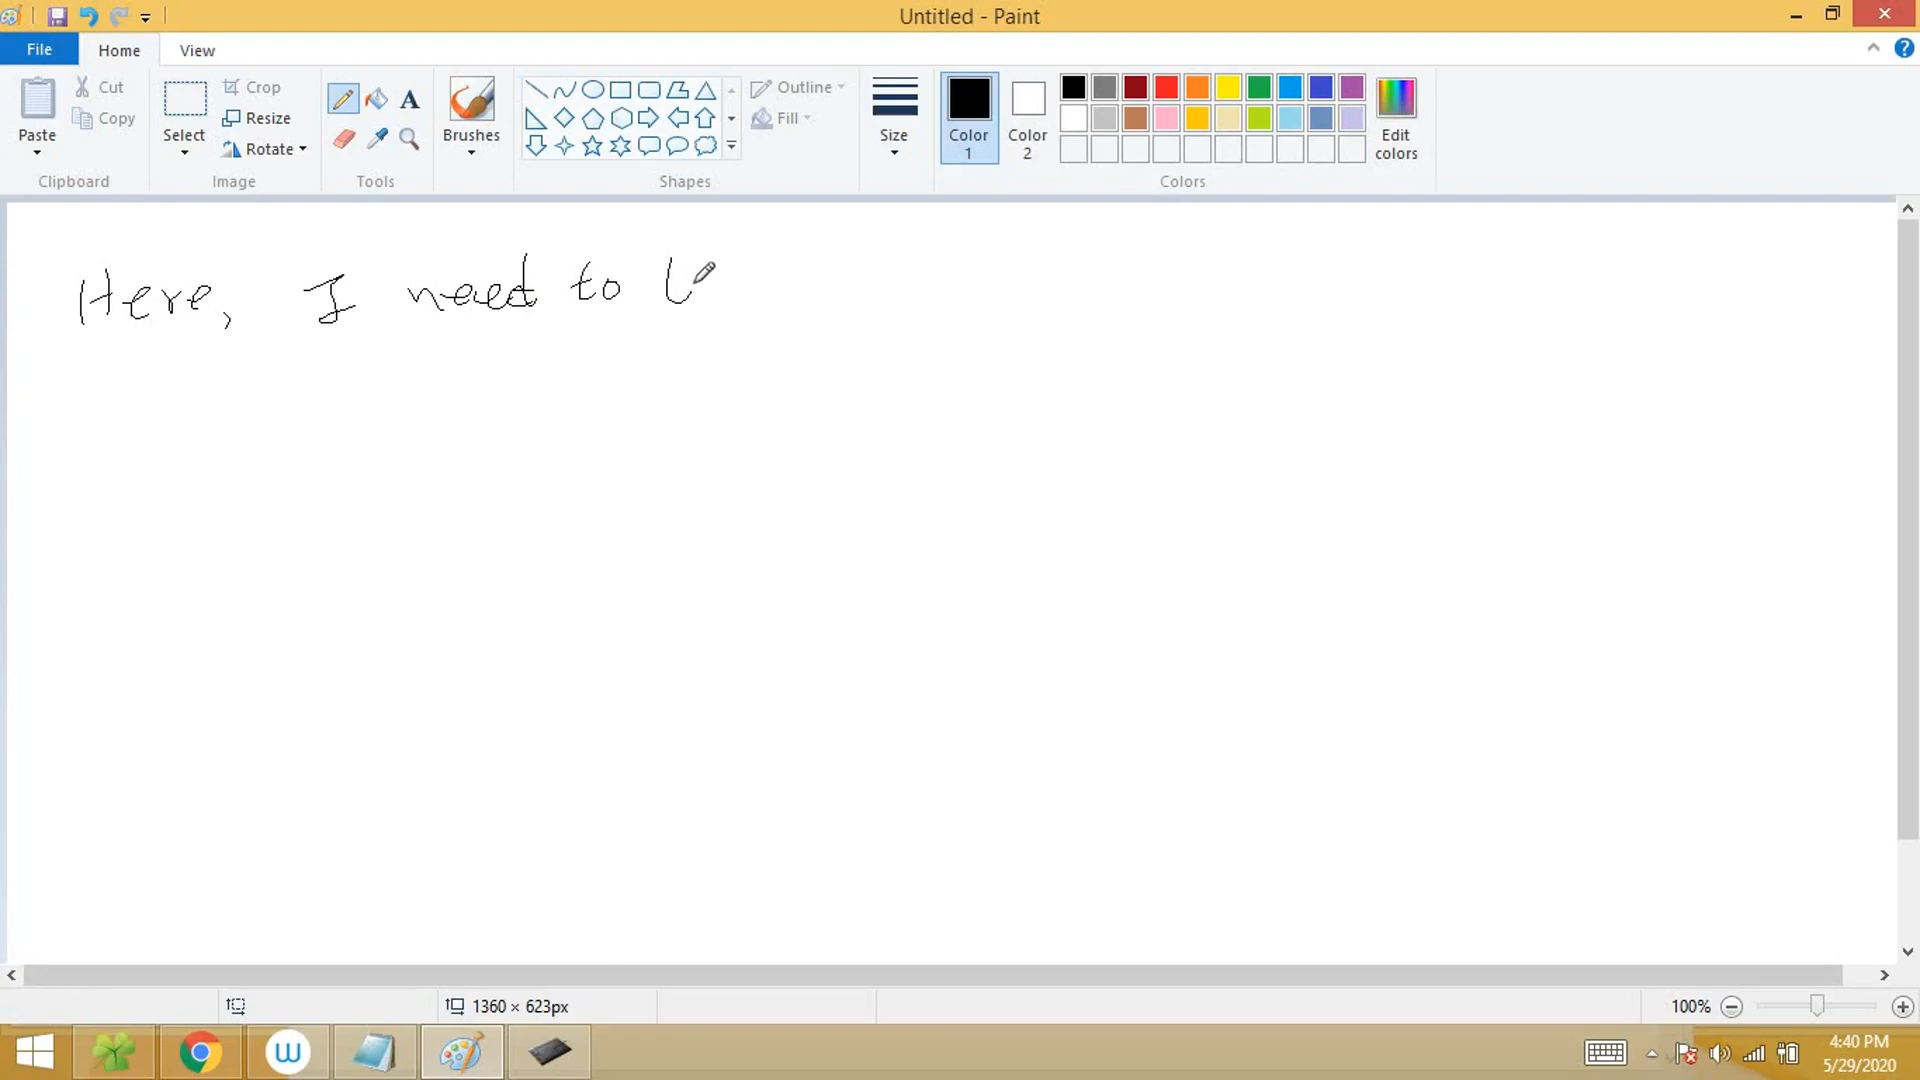 Untitled - Paint
File Home View
Paste Cut Copy Clipboard
Select Crop Resize Rotate Image
A Tools
Brushes
Shapes
Outline Fill
Size
Color 1 Color 2 Edit colors Colors
Here, I need to
1360 × 623px 100%
W 4:40 PM
5/29/2020